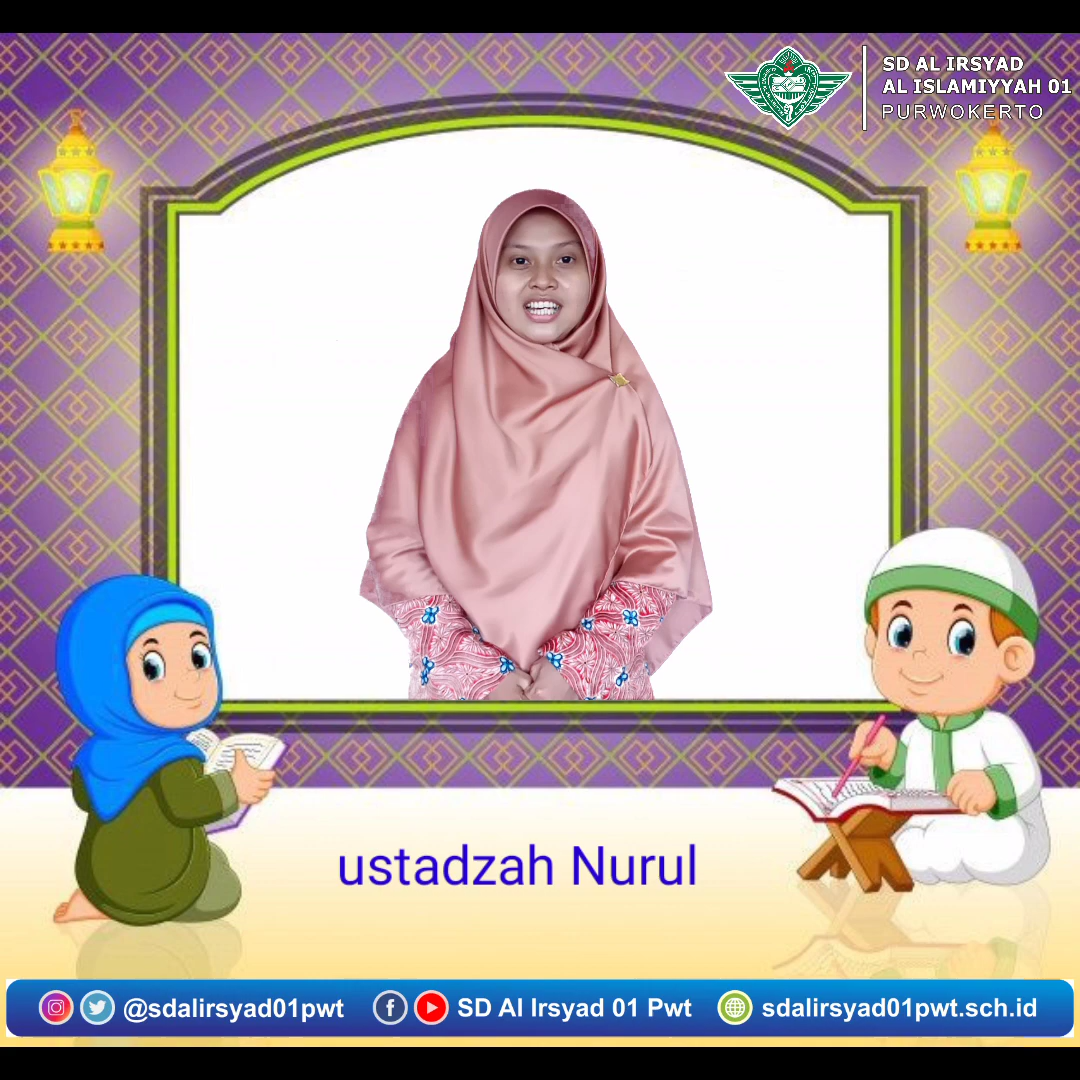 SD AL IRSYAD
AL ISLAMIYYAH 01
PURWOKERTO
ustadzah Nurul
@sdalirsyad01pwt SD Al Irsyad 01 Pwt sdalirsyad01pwt.sch.id